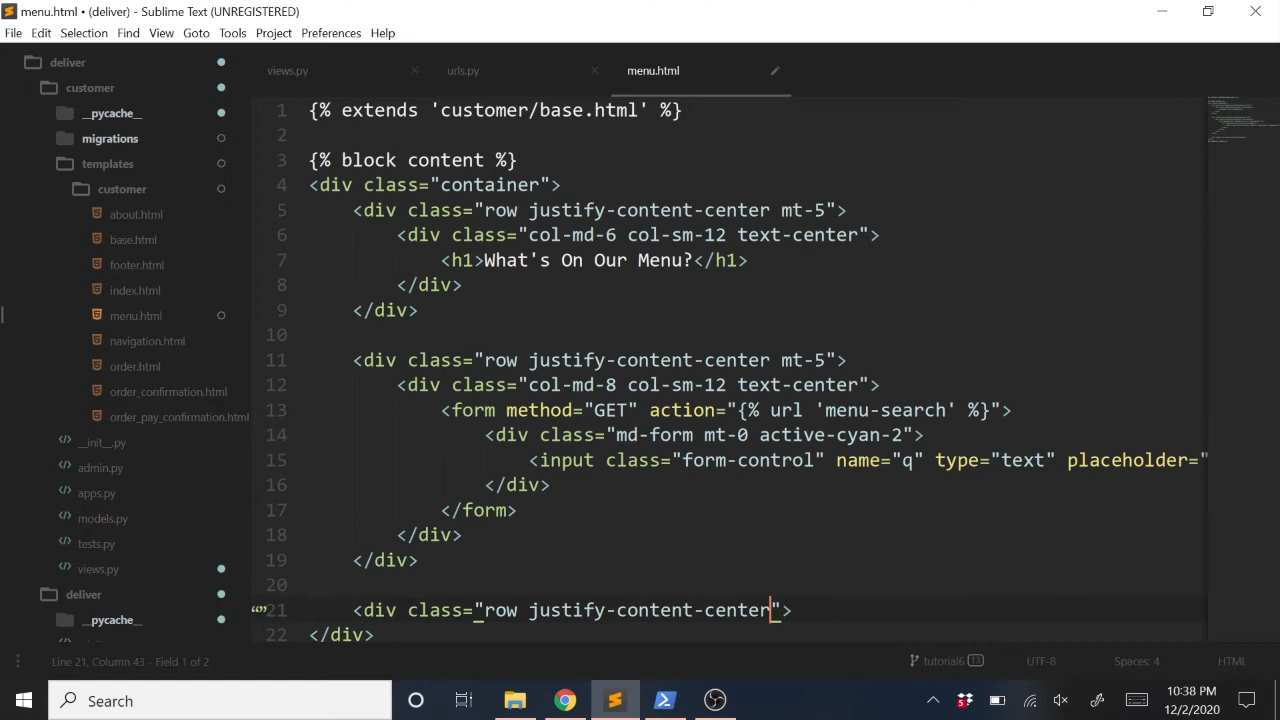 menu.html • (deliver) - Sublime Text (UNREGISTERED)
File Edit Selection Find View Goto Tools Project Preferences Help
deliver
customer
__pycache__
migrations
templates
customer
about.html
base.html
footer.html
index.html
menu.html
navigation.html
order.html
order_confirmation.html
order_pay_confirmation.html
__init__.py
admin.py
apps.py
models.py
tests.py
views.py
deliver
__pycache__
views.py urls.py menu.html
1 {% extends 'customer/base.html' %}
2
3 {% block content %}
4 <div class="container">
5 <div class="row justify-content-center mt-5">
6 <div class="col-md-6 col-sm-12 text-center">
7 <h1>What's On Our Menu?</h1>
8 </div>
9 </div>
10
11 <div class="row justify-content-center mt-5">
12 <div class="col-md-8 col-sm-12 text-center">
13 <form method="GET" action="{% url 'menu-search' %}">
14 <div class="md-form mt-0 active-cyan-2">
15 <input class="form-control" name="q" type="text" placeholder="
16 </div>
17 </form>
18 </div>
19 </div>
20
“” 21 <div class="row justify-content-center">
22 </div>
Line 21, Column 43 - Field 1 of 2 tutorial6 13 UTF-8 Spaces: 4 HTML
Search
10:38 PM
12/2/2020